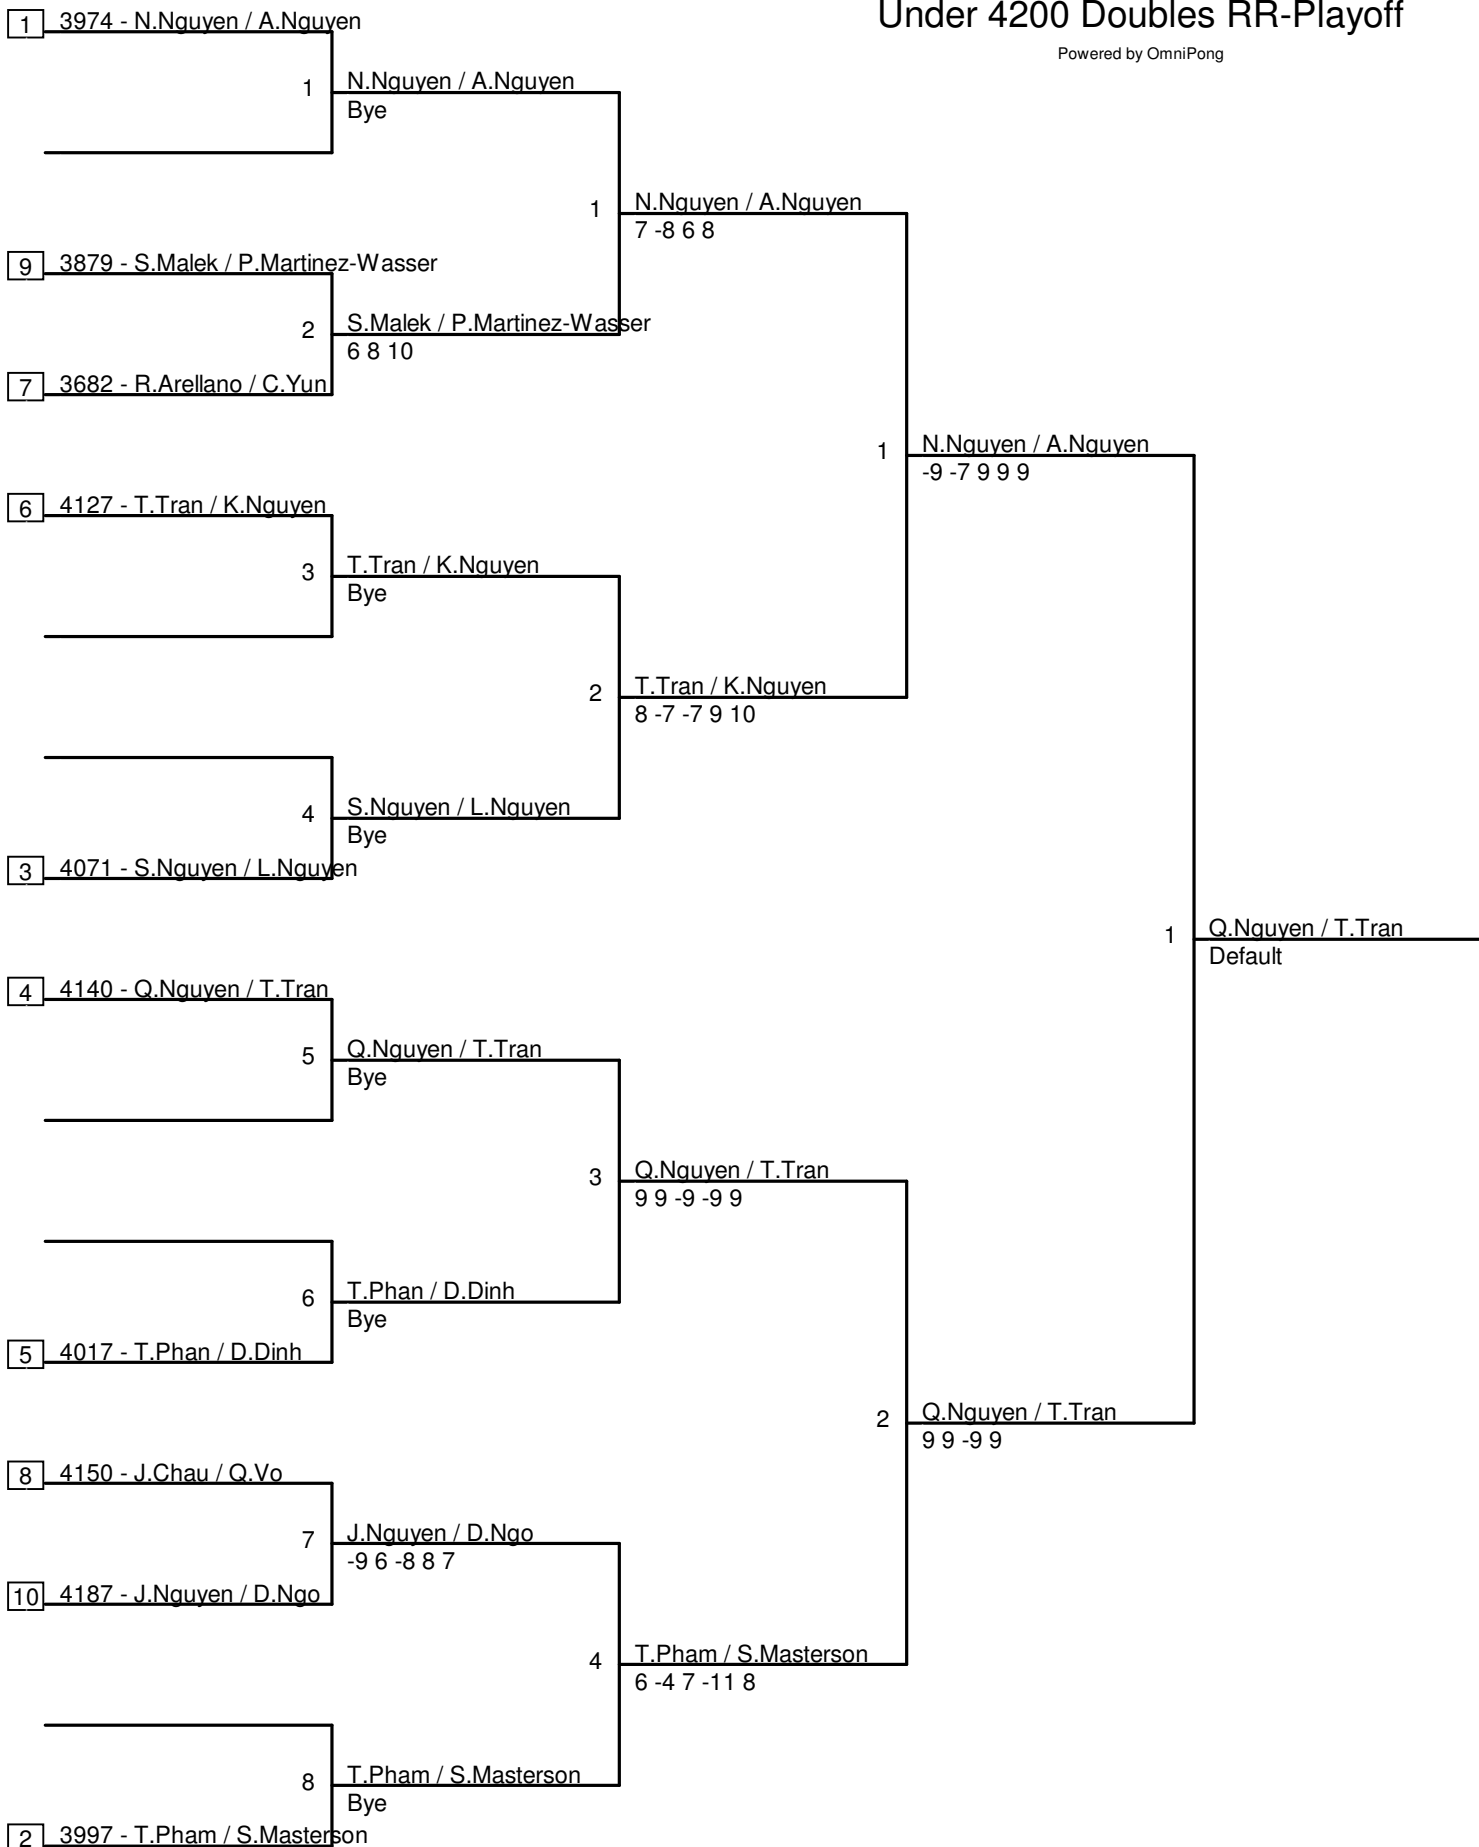 Under 4200 Doubles RR-Playoff
Powered by OmniPong
1 3974 - N.Nguyen / A.Nguyen
1 N.Nguyen / A.Nguyen
Bye
1 N.Nguyen / A.Nguyen
7 -8 6 8
9 3879 - S.Malek / P.Martinez-Wasser
2 S.Malek / P.Martinez-Wasser
6 8 10
7 3682 - R.Arellano / C.Yun
1 N.Nguyen / A.Nguyen
-9 -7 9 9 9
6 4127 - T.Tran / K.Nguyen
3 T.Tran / K.Nguyen
Bye
2 T.Tran / K.Nguyen
8 -7 -7 9 10
4 S.Nguyen / L.Nguyen
Bye
3 4071 - S.Nguyen / L.Nguyen
1 Q.Nguyen / T.Tran
Default
4 4140 - Q.Nguyen / T.Tran
5 Q.Nguyen / T.Tran
Bye
3 Q.Nguyen / T.Tran
9 9 -9 -9 9
6 T.Phan / D.Dinh
Bye
5 4017 - T.Phan / D.Dinh
2 Q.Nguyen / T.Tran
9 9 -9 9
8 4150 - J.Chau / Q.Vo
7 J.Nguyen / D.Ngo
-9 6 -8 8 7
10 4187 - J.Nguyen / D.Ngo
4 T.Pham / S.Masterson
6 -4 7 -11 8
8 T.Pham / S.Masterson
Bye
2 3997 - T.Pham / S.Masterson